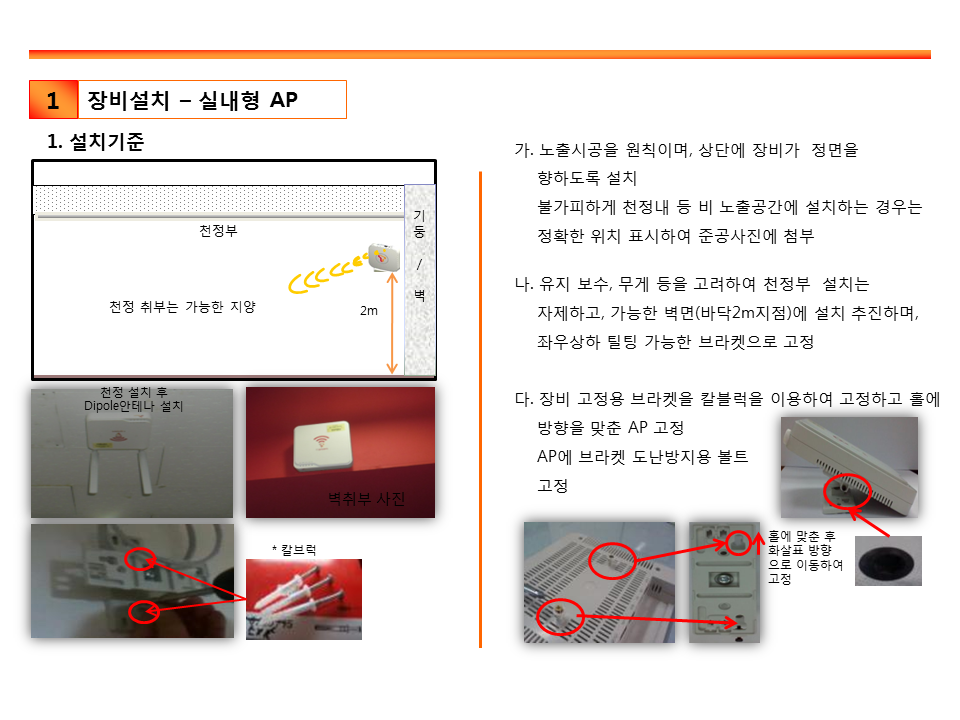 1
장비설치 – 실내형 AP
1. 설치기준
천정부
천정 취부는 가능한 지양
2m
기
둥
/
벽
천정 설치 후
Dipole안테나 설치
벽취부 사진
* 칼브럭
가. 노출시공을 원칙이며, 상단에 장비가 정면을
향하도록 설치
불가피하게 천정내 등 비 노출공간에 설치하는 경우는
정확한 위치 표시하여 준공사진에 첨부
나. 유지 보수, 무게 등을 고려하여 천정부 설치는
자제하고, 가능한 벽면(바닥2m지점)에 설치 추진하며,
좌우상하 틸팅 가능한 브라켓으로 고정
다. 장비 고정용 브라켓을 칼블럭을 이용하여 고정하고 홀에
방향을 맞춘 AP 고정
AP에 브라켓 도난방지용 볼트
고정
홀에 맞춘 후
화살표 방향
으로 이동하여
고정